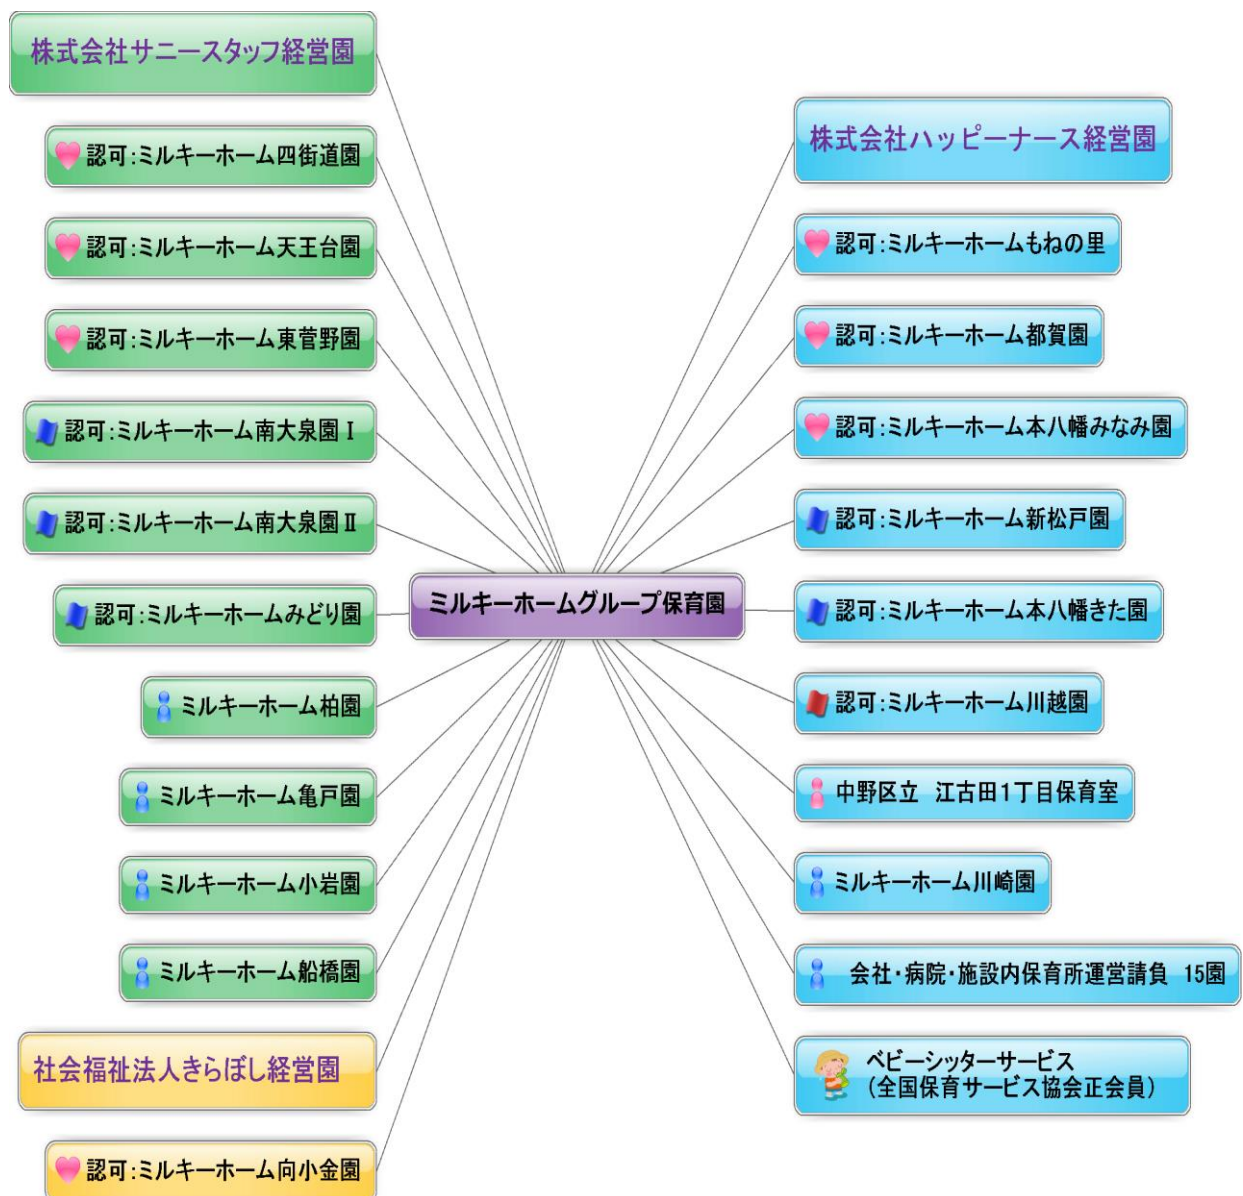 株式会社サニースタッフ経営園
認可:ミルキーホーム四街道園
認可:ミルキーホーム天王台園
認可:ミルキーホーム東菅野園
認可:ミルキーホーム南大泉園Ⅰ
認可:ミルキーホーム南大泉園Ⅱ
認可:ミルキーホームみどり園
ミルキーホーム柏園
ミルキーホーム亀戸園
ミルキーホーム小岩園
ミルキーホーム船橋園
社会福祉法人きらぼし経営園
認可:ミルキーホーム向小金園
ミルキーホームグループ保育園
株式会社ハッピーナース経営園
認可:ミルキーホームもねの里
認可:ミルキーホーム都賀園
認可:ミルキーホーム本八幡みなみ園
認可:ミルキーホーム新松戸園
認可:ミルキーホーム本八幡きた園
認可:ミルキーホーム川越園
中野区立　江古田1丁目保育室
ミルキーホーム川崎園
会社・病院・施設内保育所運営請負　15園
ベビーシッターサービス
(全国保育サービス協会正会員)